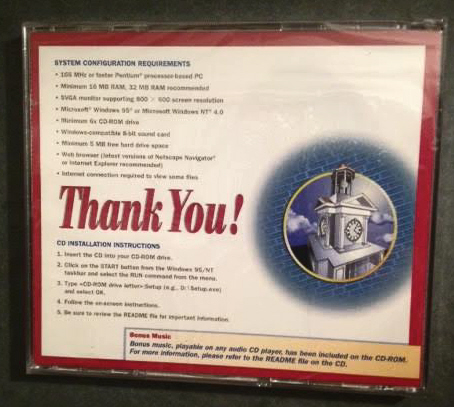 SYSTEM CONFIGURATION REQUIREMENTS
• 166 MHz or faster Pentium® processor-based PC
• Minimum 16 MB RAM, 32 MB RAM recommended
• SVGA monitor supporting 800 × 600 screen resolution
• Microsoft® Windows 95® or Microsoft Windows NT® 4.0
• Minimum 6x CD-ROM drive
• Windows-compatible 8-bit sound card
• Minimum 5 MB free hard drive space
• Web browser (latest versions of Netscape Navigator®
or Internet Explorer recommended)
• Internet connection required to view some files
Thank You!
CD INSTALLATION INSTRUCTIONS
1. Insert the CD into your CD-ROM drive.
2. Click on the START button from the Windows 95/NT
taskbar and select the RUN command from the menu.
3. Type <CD-ROM drive letter>:Setup (e.g., D:\Setup.exe)
and select OK.
4. Follow the on-screen instructions.
5. Be sure to review the README file for important information.
Bonus Music
Bonus music, playable on any audio CD player, has been included on the CD-ROM.
For more information, please refer to the README file on the CD.